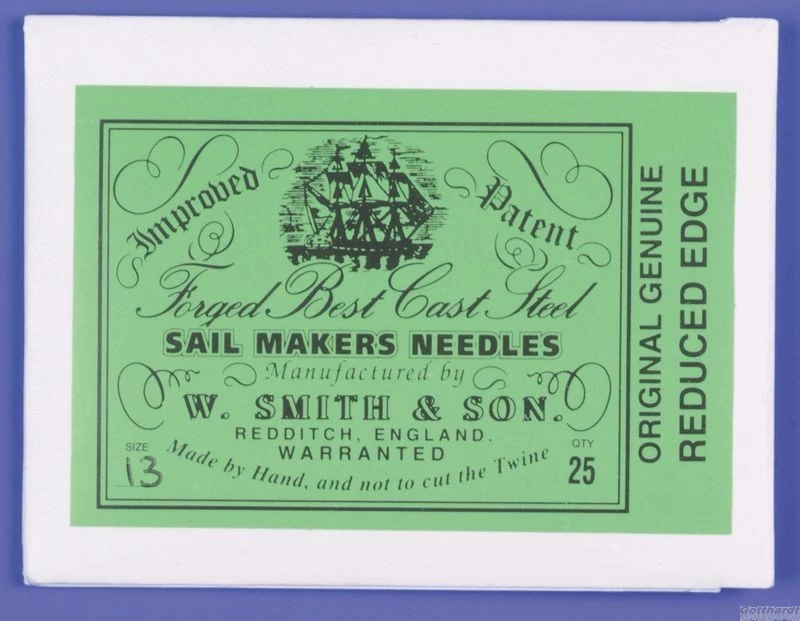 Improved Patent
Forged Best Cast Steel
SAIL MAKERS NEEDLES
Manufactured by
W. SMITH & SON.
REDDITCH, ENGLAND.
WARRANTED
Made by Hand, and not to cut the Twine
SIZE
13
QTY
25
ORIGINAL GENUINE
REDUCED EDGE
Gotthardt